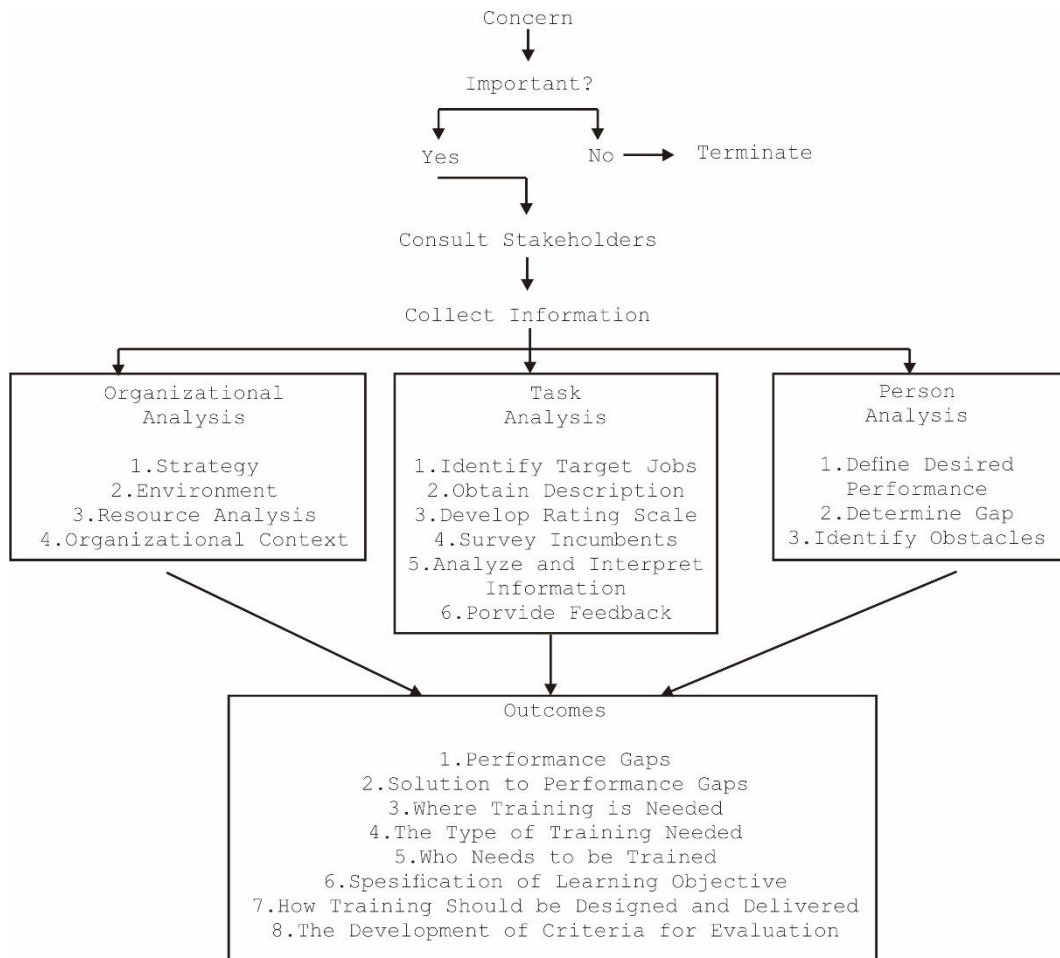 Concern
Important?
Yes
No
Terminate
Consult Stakeholders
Collect Information
Organizational
Analysis
1.Strategy
2.Environment
3.Resource Analysis
4.Organizational Context
Task
Analysis
1.Identify Target Jobs
2.Obtain Description
3.Develop Rating Scale
4.Survey Incumbents
5.Analyze and Interpret
Information
6.Porvide Feedback
Person
Analysis
1.Define Desired
Performance
2.Determine Gap
3.Identify Obstacles
Outcomes
1.Performance Gaps
2.Solution to Performance Gaps
3.Where Training is Needed
4.The Type of Training Needed
5.Who Needs to be Trained
6.Spesification of Learning Objective
7.How Training Should be Designed and Delivered
8.The Development of Criteria for Evaluation